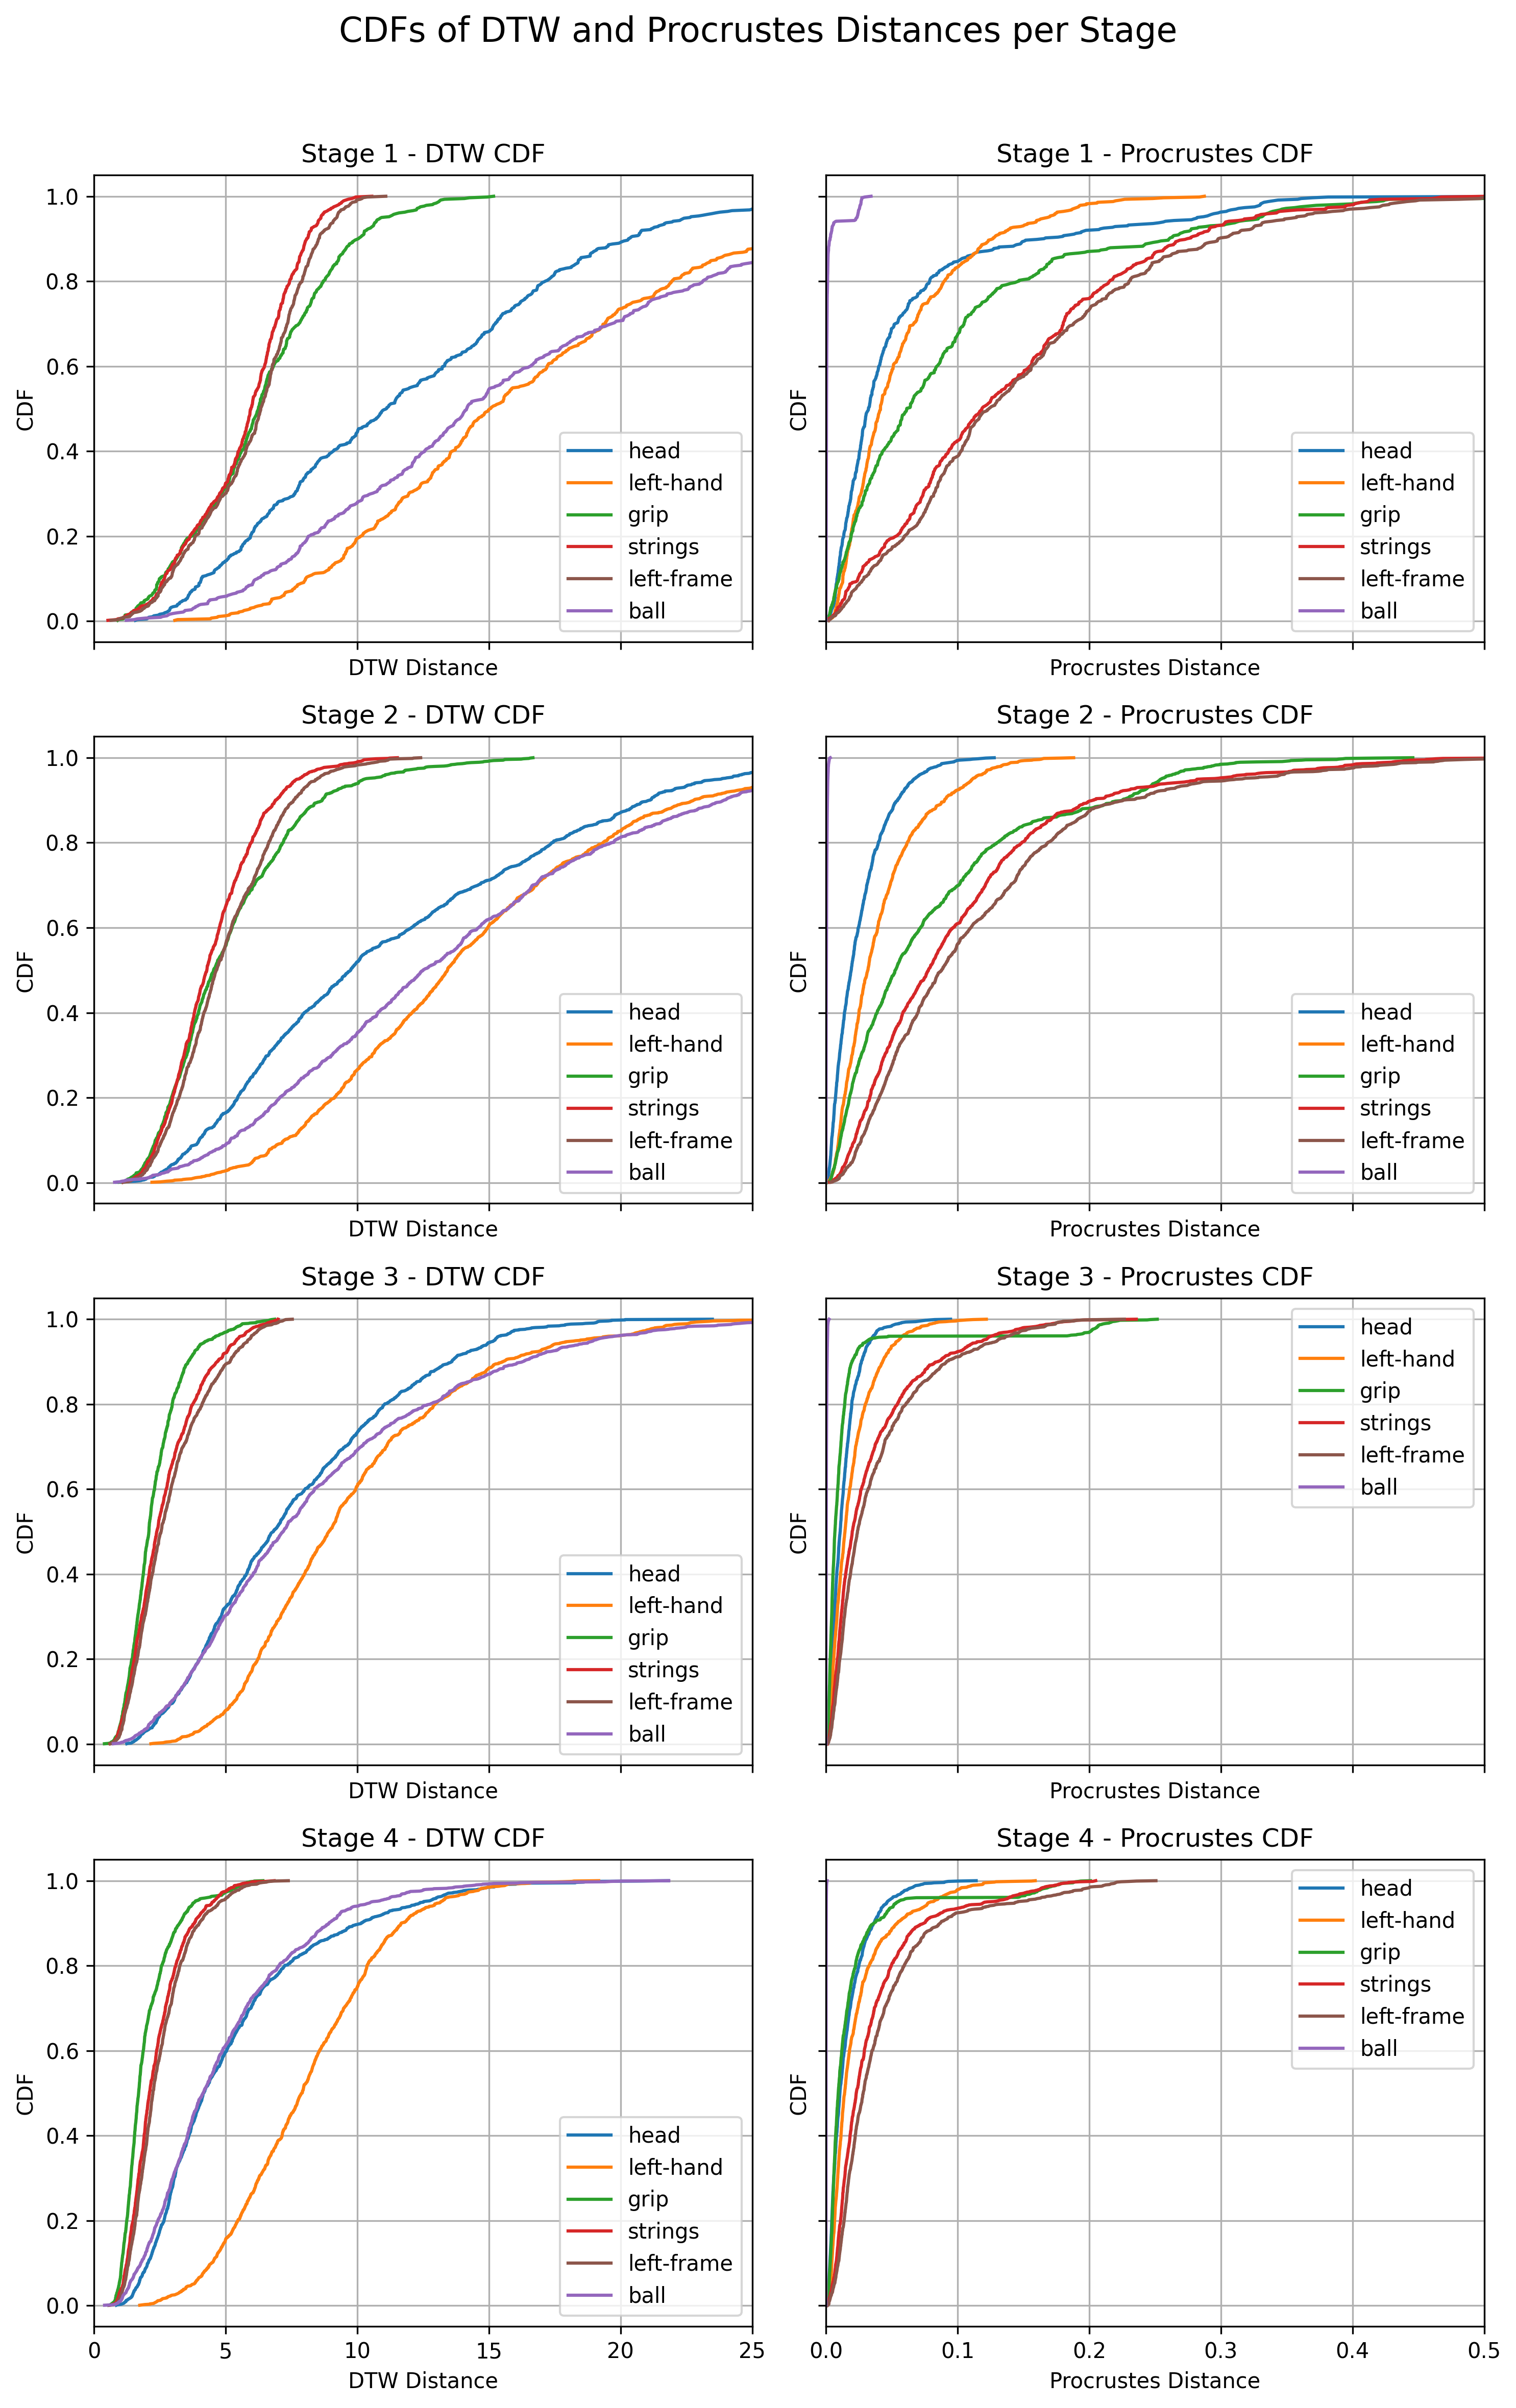 CDFs of DTW and Procrustes Distances per Stage
Stage 1 - DTW CDF
1.0
0.8
0.6
0.4
0.2
0.0
CDF
DTW Distance
head
left-hand
grip
strings
left-frame
ball
Stage 1 - Procrustes CDF
CDF
Procrustes Distance
head
left-hand
grip
strings
left-frame
ball
Stage 2 - DTW CDF
1.0
0.8
0.6
0.4
0.2
0.0
CDF
DTW Distance
head
left-hand
grip
strings
left-frame
ball
Stage 2 - Procrustes CDF
CDF
Procrustes Distance
head
left-hand
grip
strings
left-frame
ball
Stage 3 - DTW CDF
1.0
0.8
0.6
0.4
0.2
0.0
CDF
DTW Distance
head
left-hand
grip
strings
left-frame
ball
Stage 3 - Procrustes CDF
CDF
Procrustes Distance
head
left-hand
grip
strings
left-frame
ball
Stage 4 - DTW CDF
1.0
0.8
0.6
0.4
0.2
0.0
CDF
0 5 10 15 20 25
DTW Distance
head
left-hand
grip
strings
left-frame
ball
Stage 4 - Procrustes CDF
CDF
0.0 0.1 0.2 0.3 0.4 0.5
Procrustes Distance
head
left-hand
grip
strings
left-frame
ball